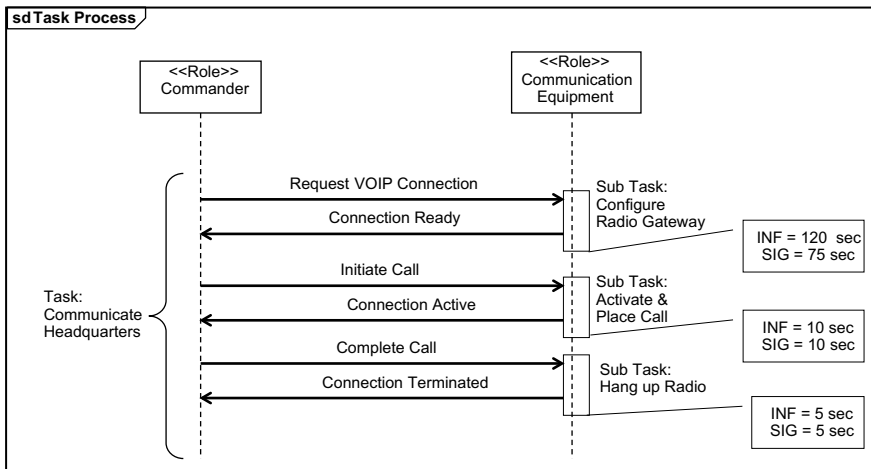 sd Task Process
<<Role>>
Commander
<<Role>>
Communication
Equipment
Request VOIP Connection
Sub Task:
Configure
Radio Gateway
Connection Ready
INF = 120 sec
SIG = 75 sec
Initiate Call
Sub Task:
Activate &
Place Call
Connection Active
Task:
Communicate
Headquarters
INF = 10 sec
SIG = 10 sec
Complete Call
Sub Task:
Hang up Radio
Connection Terminated
INF = 5 sec
SIG = 5 sec